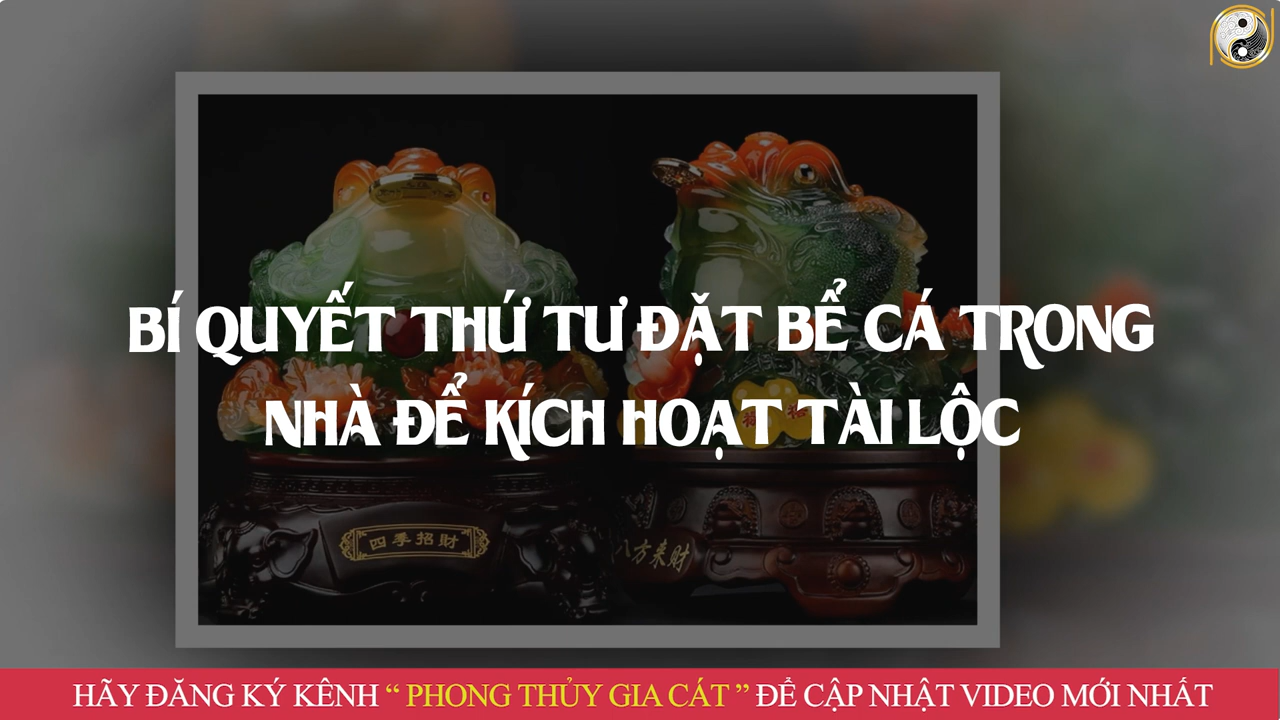 BÍ QUYẾT THỨ TƯ ĐẶT BỂ CÁ TRONG
NHÀ ĐỂ KÍCH HOẠT TÀI LỘC
四季招財
八方来财
HÃY ĐĂNG KÝ KÊNH “ PHONG THỦY GIA CÁT ” ĐỂ CẬP NHẬT VIDEO MỚI NHẤT